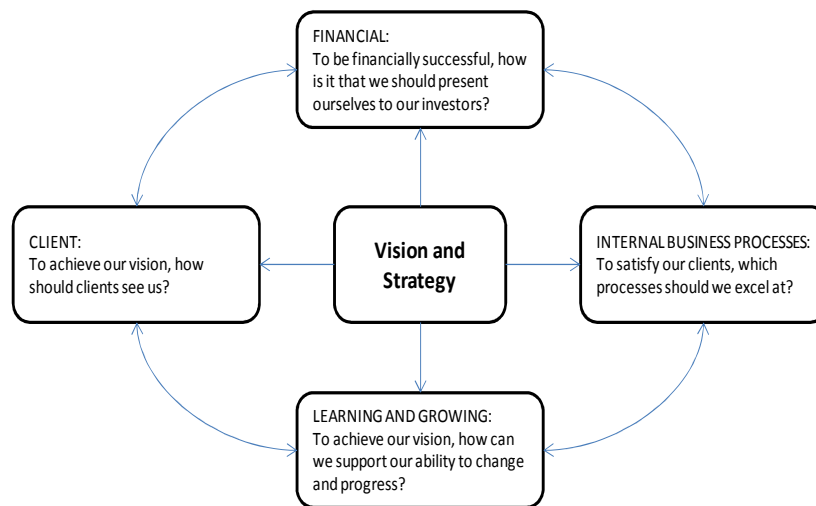 FINANCIAL:
To be financially successful, how
is it that we should present
ourselves to our investors?
CLIENT:
To achieve our vision, how
should clients see us?
Vision and
Strategy
INTERNAL BUSINESS PROCESSES:
To satisfy our clients, which
processes should we excel at?
LEARNING AND GROWING:
To achieve our vision, how can
we support our ability to change
and progress?